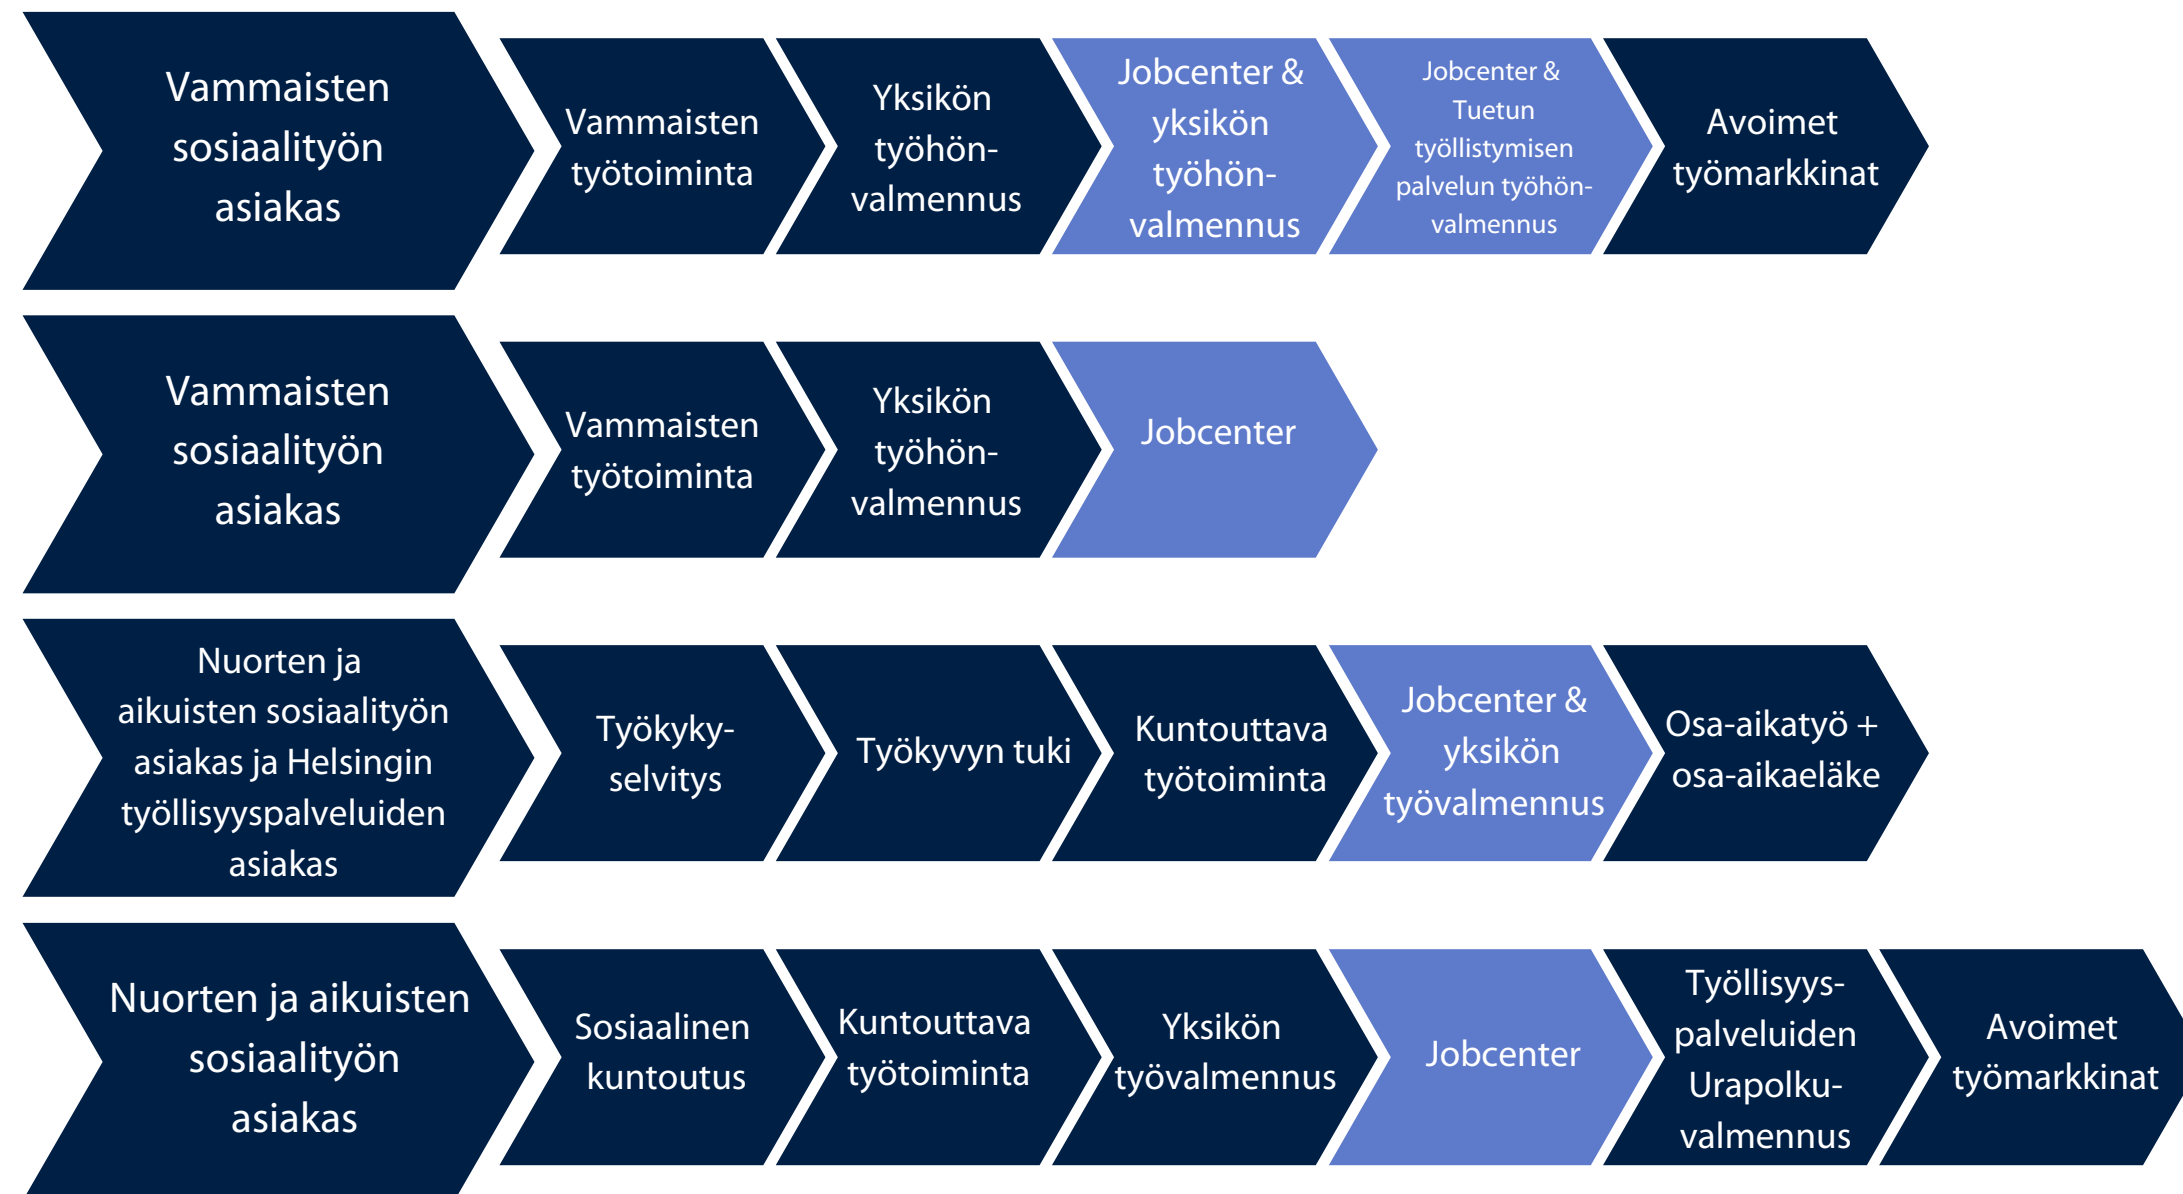 Vammaisten
sosiaalityön
asiakas
Vammaisten
työtoiminta
Yksikön
työhön-
valmennus
Jobcenter &
yksikön
työhön-
valmennus
Jobcenter &
Tuetun
työllistymisen
palvelun työhön-
valmennus
Avoimet
työmarkkinat
Vammaisten
sosiaalityön
asiakas
Vammaisten
työtoiminta
Yksikön
työhön-
valmennus
Jobcenter
Nuorten ja
aikuisten sosiaalityön
asiakas ja Helsingin
työllisyyspalveluiden
asiakas
Työkyky-
selvitys
Työkyvyn tuki
Kuntouttava
työtoiminta
Jobcenter &
yksikön
työvalmennus
Osa-aikatyö +
osa-aikaeläke
Nuorten ja aikuisten
sosiaalityön
asiakas
Sosiaalinen
kuntoutus
Kuntouttava
työtoiminta
Yksikön
työvalmennus
Jobcenter
Työllisyys-
palveluiden
Urapolku-
valmennus
Avoimet
työmarkkinat